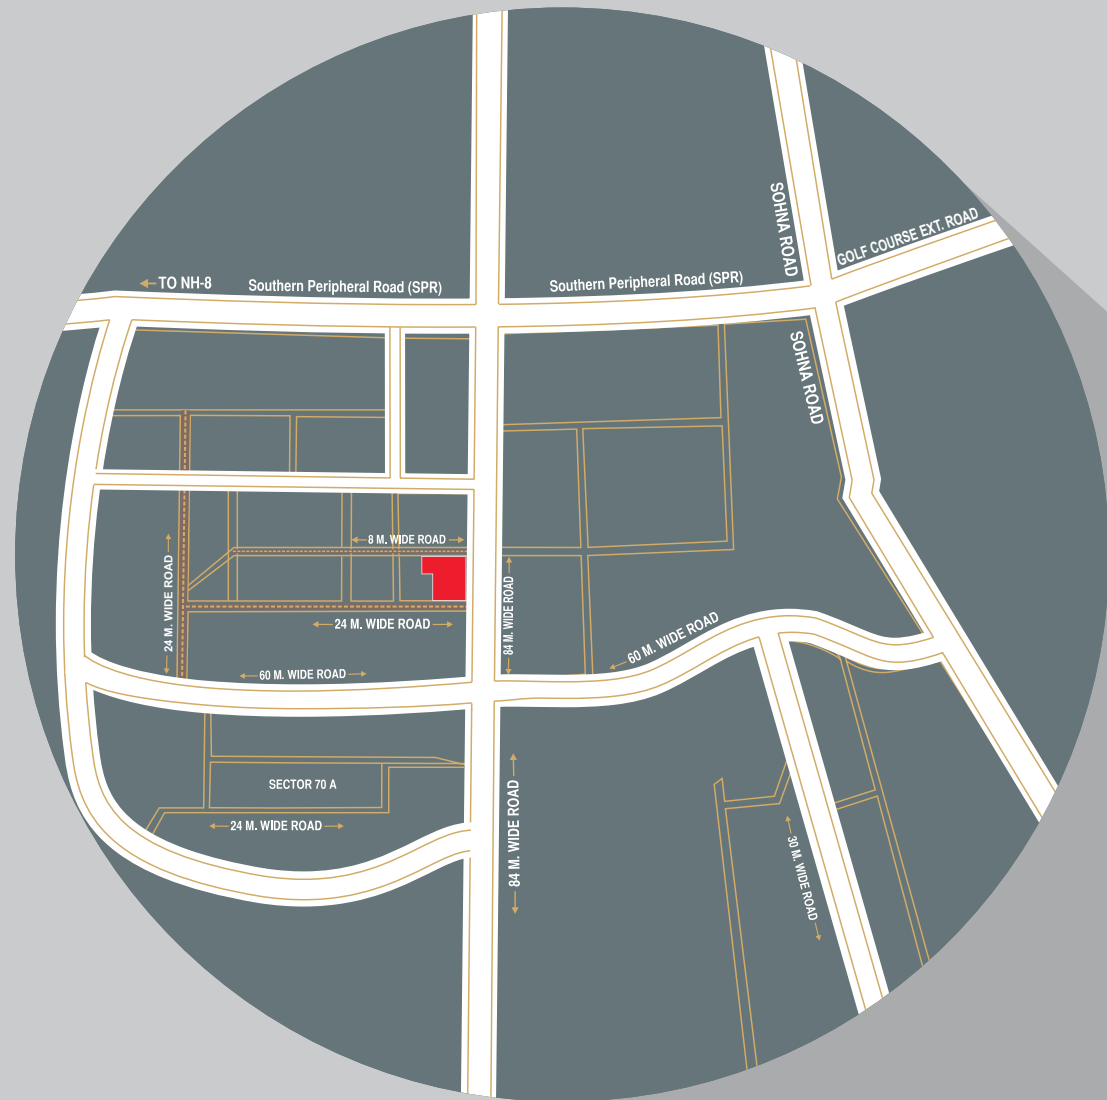 SOHNA ROAD
GOLF COURSE EXT. ROAD
TO NH-8
Southern Peripheral Road (SPR)
Southern Peripheral Road (SPR)
SOHNA ROAD
8 M. WIDE ROAD
24 M. WIDE ROAD
84 M. WIDE ROAD
24 M. WIDE ROAD
60 M. WIDE ROAD
60 M. WIDE ROAD
SECTOR 70 A
24 M. WIDE ROAD
84 M. WIDE ROAD
30 M. WIDE ROAD